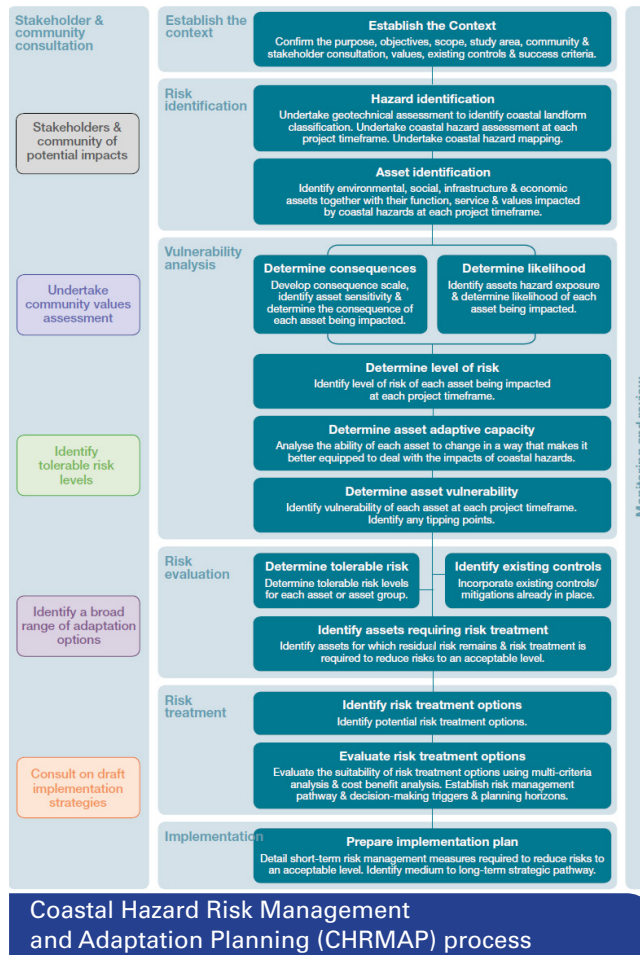 Stakeholder &
community
consultation
Stakeholders &
community of
potential impacts
Undertake
community values
assessment
Identify
tolerable risk
levels
Identify a broad
range of adaptation
options
Consult on draft
implementation
strategies
Establish the
context
Establish the Context
Confirm the purpose, objectives, scope, study area, community &
stakeholder consultation, values, existing controls & success criteria.
Risk
identification
Hazard identification
Undertake geotechnical assessment to identify coastal landform
classification. Undertake coastal hazard assessment at each
project timeframe. Undertake coastal hazard mapping.
Asset identification
Identify environmental, social, infrastructure & economic
assets together with their function, service & values impacted
by coastal hazards at each project timeframe.
Vulnerability
analysis
Determine consequences
Develop consequence scale,
identify asset sensitivity &
determine the consequence of
each asset being impacted.
Determine likelihood
Identify assets hazard exposure
& determine likelihood of each
asset being impacted.
Determine level of risk
Identify level of risk of each asset being impacted
at each project timeframe.
Determine asset adaptive capacity
Analyse the ability of each asset to change in a way that makes it
better equipped to deal with the impacts of coastal hazards.
Determine asset vulnerability
Identify vulnerability of each asset at each project timeframe.
Identify any tipping points.
Risk
evaluation
Determine tolerable risk
Determine tolerable risk levels
for each asset or asset group.
Identify existing controls
Incorporate existing controls/
mitigations already in place.
Identify assets requiring risk treatment
Identify assets for which residual risk remains & risk treatment is
required to reduce risks to an acceptable level.
Risk
treatment
Identify risk treatment options
Identify potential risk treatment options.
Evaluate risk treatment options
Evaluate the suitability of risk treatment options using multi-criteria
analysis & cost benefit analysis. Establish risk management
pathway & decision-making triggers & planning horizons.
Implementation
Prepare implementation plan
Detail short-term risk management measures required to reduce risks to
an acceptable level. Identify medium to long-term strategic pathway.
Coastal Hazard Risk Management
and Adaptation Planning (CHRMAP) process